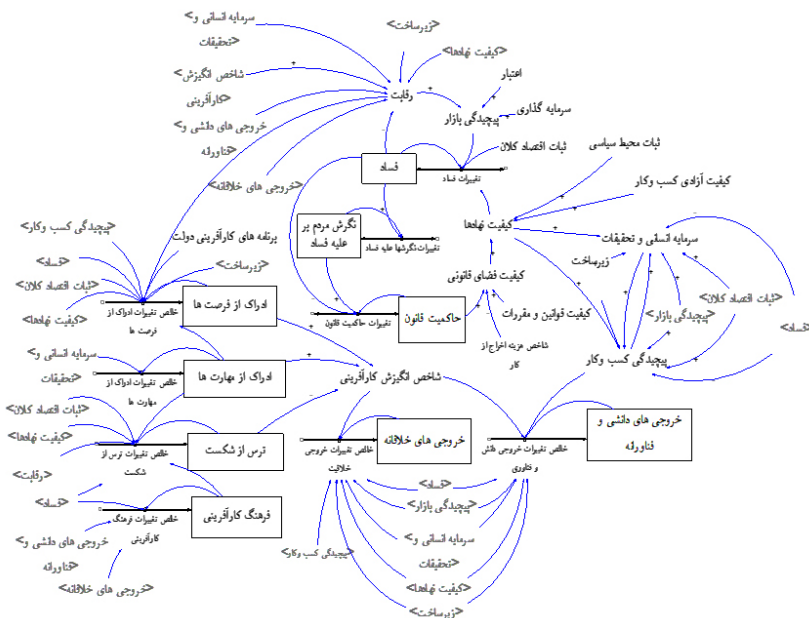 <سرمایه انسانی و
تحقیقات>
<زیرساخت>
<کیفیت نهادها>
<شاخص انگیزش
کارآفرینی>
اعتبار
رقابت
سرمایه گذاری
پیچیدگی بازار
<خروجی های دانشی و
فناورانه>
ثبات اقتصاد کلان
ثبات محیط سیاسی
فساد
تغییرات فساد
<خروجی های خلاقانه>
کیفیت آزادی کسب وکار
نگرش مردم بر
علیه فساد
تغییرات نگرشها علیه فساد
کیفیت نهادها
سرمایه انسانی و تحقیقات
<پیچیدگی کسب وکار>
برنامه های کارآفرینی دولت
<فساد>
<زیرساخت>
کیفیت فضای قانونی
زیرساخت
<ثبات اقتصاد کلان>
ادراک از فرصت ها
خالص تغییرات ادراک از
فرصت ها
<کیفیت نهادها>
حاکمیت قانون
تغییرات حاکمیت قانون
کیفیت قوانین و مقررات
<ثبات اقتصاد کلان>
<پیچیدگی بازار>
<فساد>
شاخص هزینه اخراج از
کار
پیچیدگی کسب وکار
<سرمایه انسانی و
تحقیقات>
ادراک از مهارت ها
خالص تغییرات ادراک از
مهارت ها
شاخص انگیزش کارآفرینی
<ثبات اقتصاد کلان>
<کیفیت نهادها>
ترس از شکست
خالص تغییرات ترس از
شکست
<رقابت>
خروجی های خلاقانه
خالص تغییرات خروجی
خلاقیت
خروجی های دانشی و
فناورانه
خالص تغییرات خروجی دانش
و فناوری
<فساد>
فرهنگ کارآفرینی
خالص تغییرات فرهنگ
کارآفرینی
<خروجی های دانشی و
فناورانه>
<خروجی های خلاقانه>
<فساد>
<پیچیدگی بازار>
<سرمایه انسانی و
تحقیقات>
<پیچیدگی کسب وکار>
<کیفیت نهادها>
<زیرساخت>